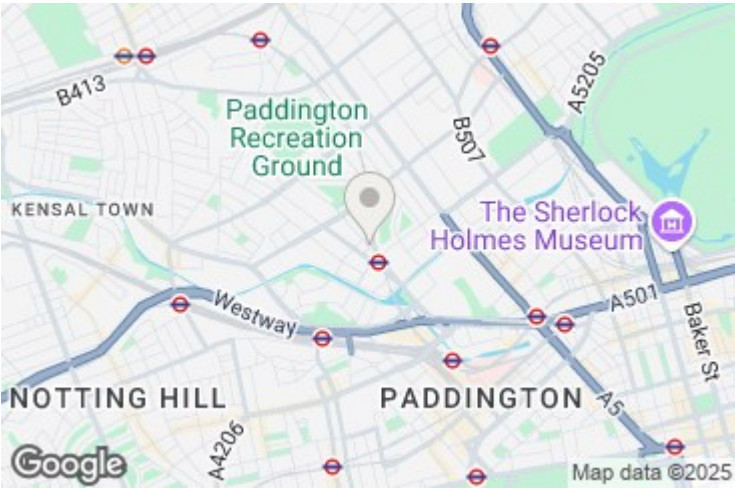 B413
A5205
Paddington
Recreation
Ground
B507
KENSAL TOWN
The Sherlock
Holmes Museum
Westway
A501
Baker St
NOTTING HILL
PADDINGTON
A5
A4206
Google
Map data ©2025